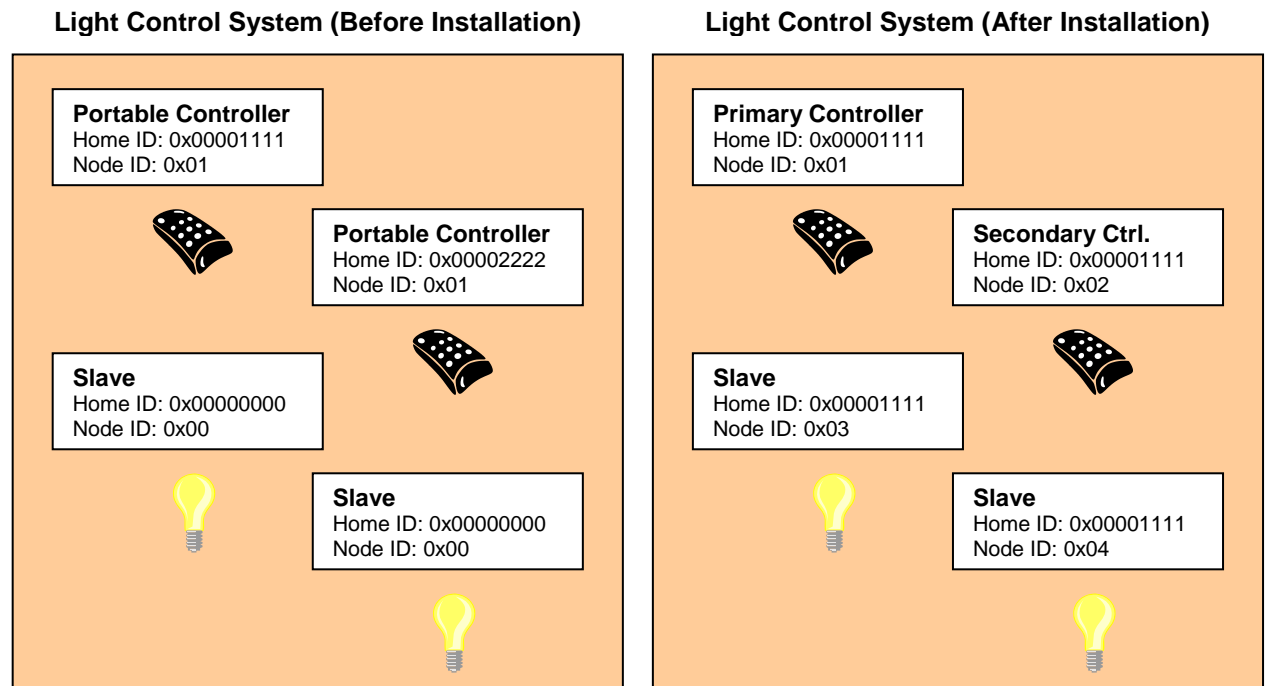 Light Control System (Before Installation)
Portable Controller
Home ID: 0x00001111
Node ID: 0x01
Portable Controller
Home ID: 0x00002222
Node ID: 0x01
Slave
Home ID: 0x00000000
Node ID: 0x00
Slave
Home ID: 0x00000000
Node ID: 0x00
Light Control System (After Installation)
Primary Controller
Home ID: 0x00001111
Node ID: 0x01
Secondary Ctrl.
Home ID: 0x00001111
Node ID: 0x02
Slave
Home ID: 0x00001111
Node ID: 0x03
Slave
Home ID: 0x00001111
Node ID: 0x04